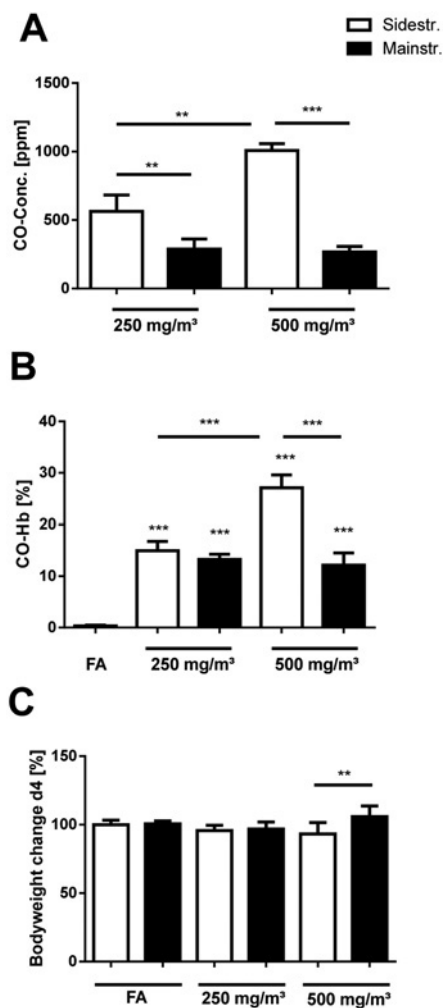 A
Sidestr.
Mainstr.
CO-Conc. [ppm]
1500
1000
500
0
**
**
***
250 mg/m³
500 mg/m³
B
CO-Hb [%]
40
30
20
10
0
***
***
***
***
***
***
FA
250 mg/m³
500 mg/m³
C
Bodyweight change d4 [%]
150
100
50
0
**
FA
250 mg/m³
500 mg/m³